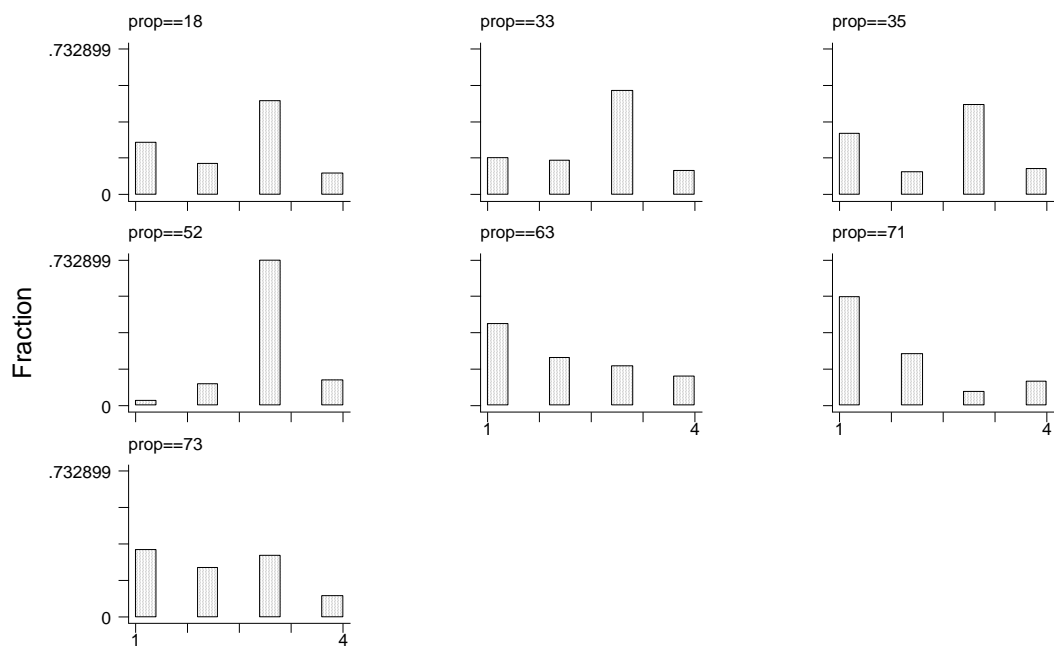 prop==18
prop==33
prop==35
.732899
0
prop==52
prop==63
prop==71
.732899
0
1
4
1
4
prop==73
.732899
0
1
4
Fraction